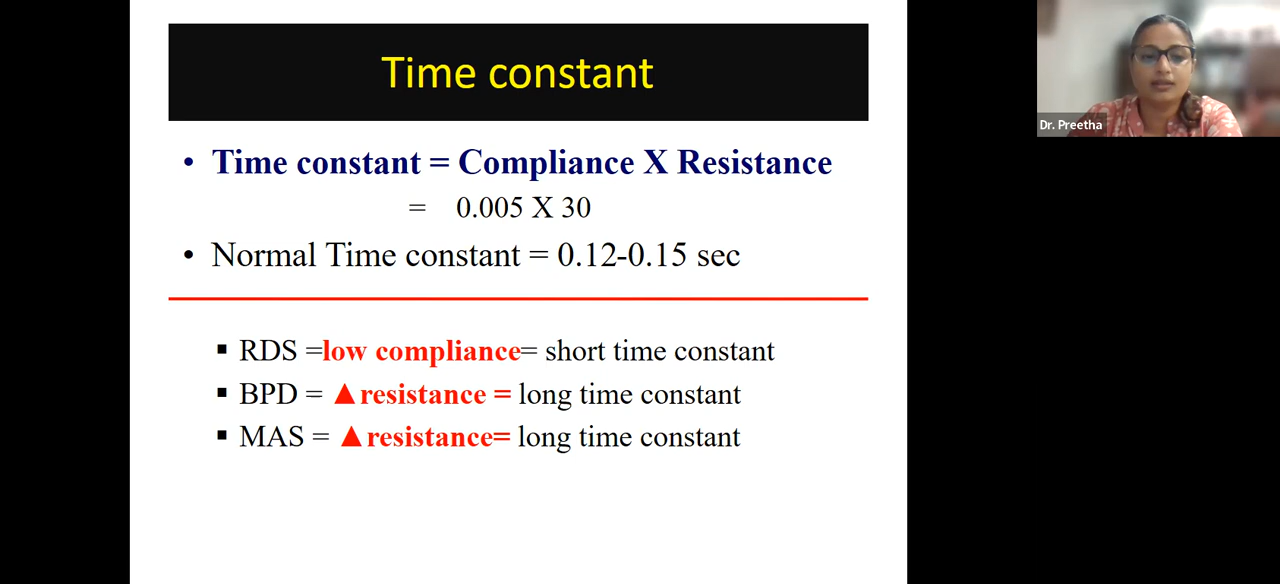 Time constant
• Time constant = Compliance X Resistance
= 0.005 X 30
• Normal Time constant = 0.12-0.15 sec
▪ RDS =low compliance= short time constant
▪ BPD = ▲resistance = long time constant
▪ MAS = ▲resistance= long time constant
Dr. Preetha